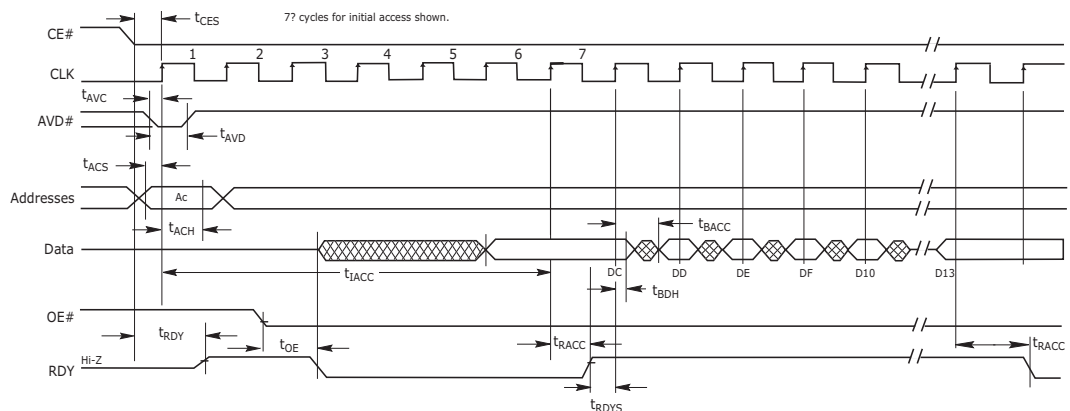 7? cycles for initial access shown.
tCES
CE#
1 2 3 4 5 6 7
CLK
tAVC
AVD#
tAVD
tACS
Addresses
Ac
tACH
Data
tBACC
DC DD DE DF D10 D13
tIACC
tBDH
OE#
tRDY
tOE
tRACC
tRACC
Hi-Z
RDY
tRDYS